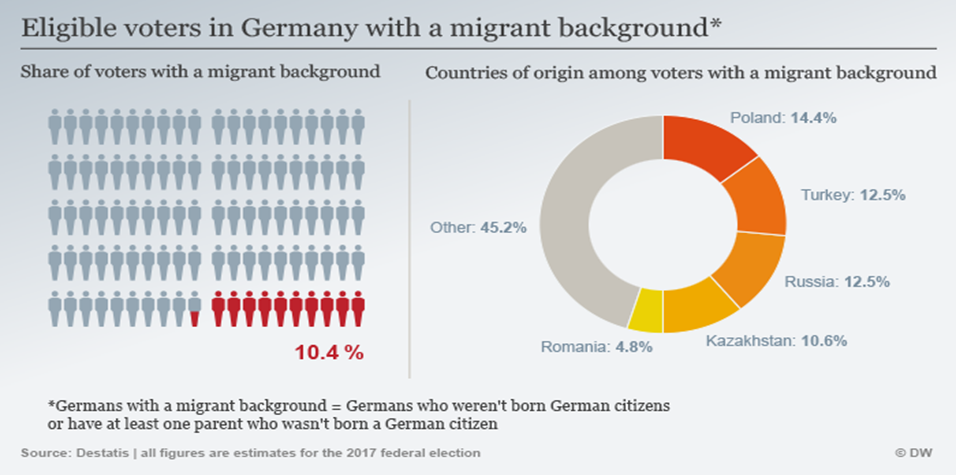 Eligible voters in Germany with a migrant background*
Share of voters with a migrant background
10.4 %
Countries of origin among voters with a migrant background
Poland: 14.4%
Turkey: 12.5%
Russia: 12.5%
Kazakhstan: 10.6%
Romania: 4.8%
Other: 45.2%
*Germans with a migrant background = Germans who weren't born German citizens
or have at least one parent who wasn't born a German citizen
Source: Destatis | all figures are estimates for the 2017 federal election
© DW